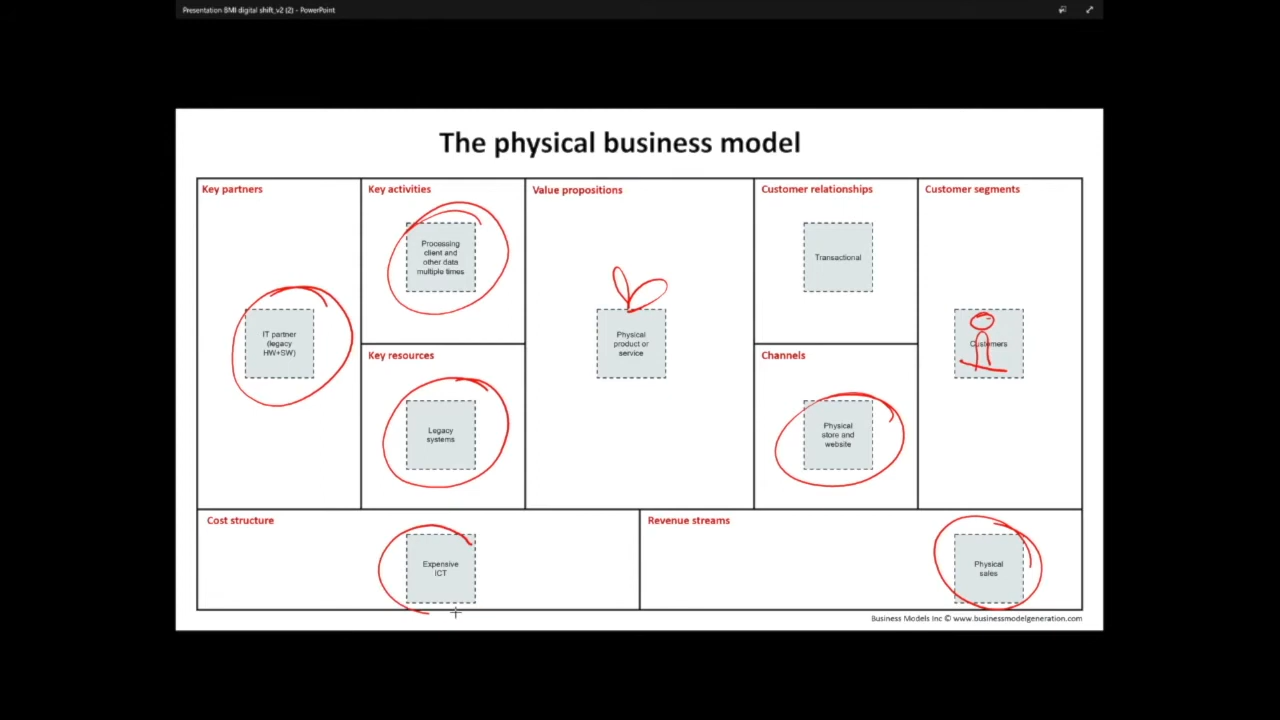 Presentation BMI digital shift_v2 (2) - PowerPoint
The physical business model
Key partners
IT partner
(legacy
HW+SW)
Key activities
Processing
client and
other data
multiple times
Key resources
Legacy
systems
Value propositions
Physical
product or
service
Customer relationships
Transactional
Channels
Physical
store and
website
Customer segments
Customers
Cost structure
Expensive
ICT
Revenue streams
Physical
sales
Business Models Inc © www.businessmodelgeneration.com